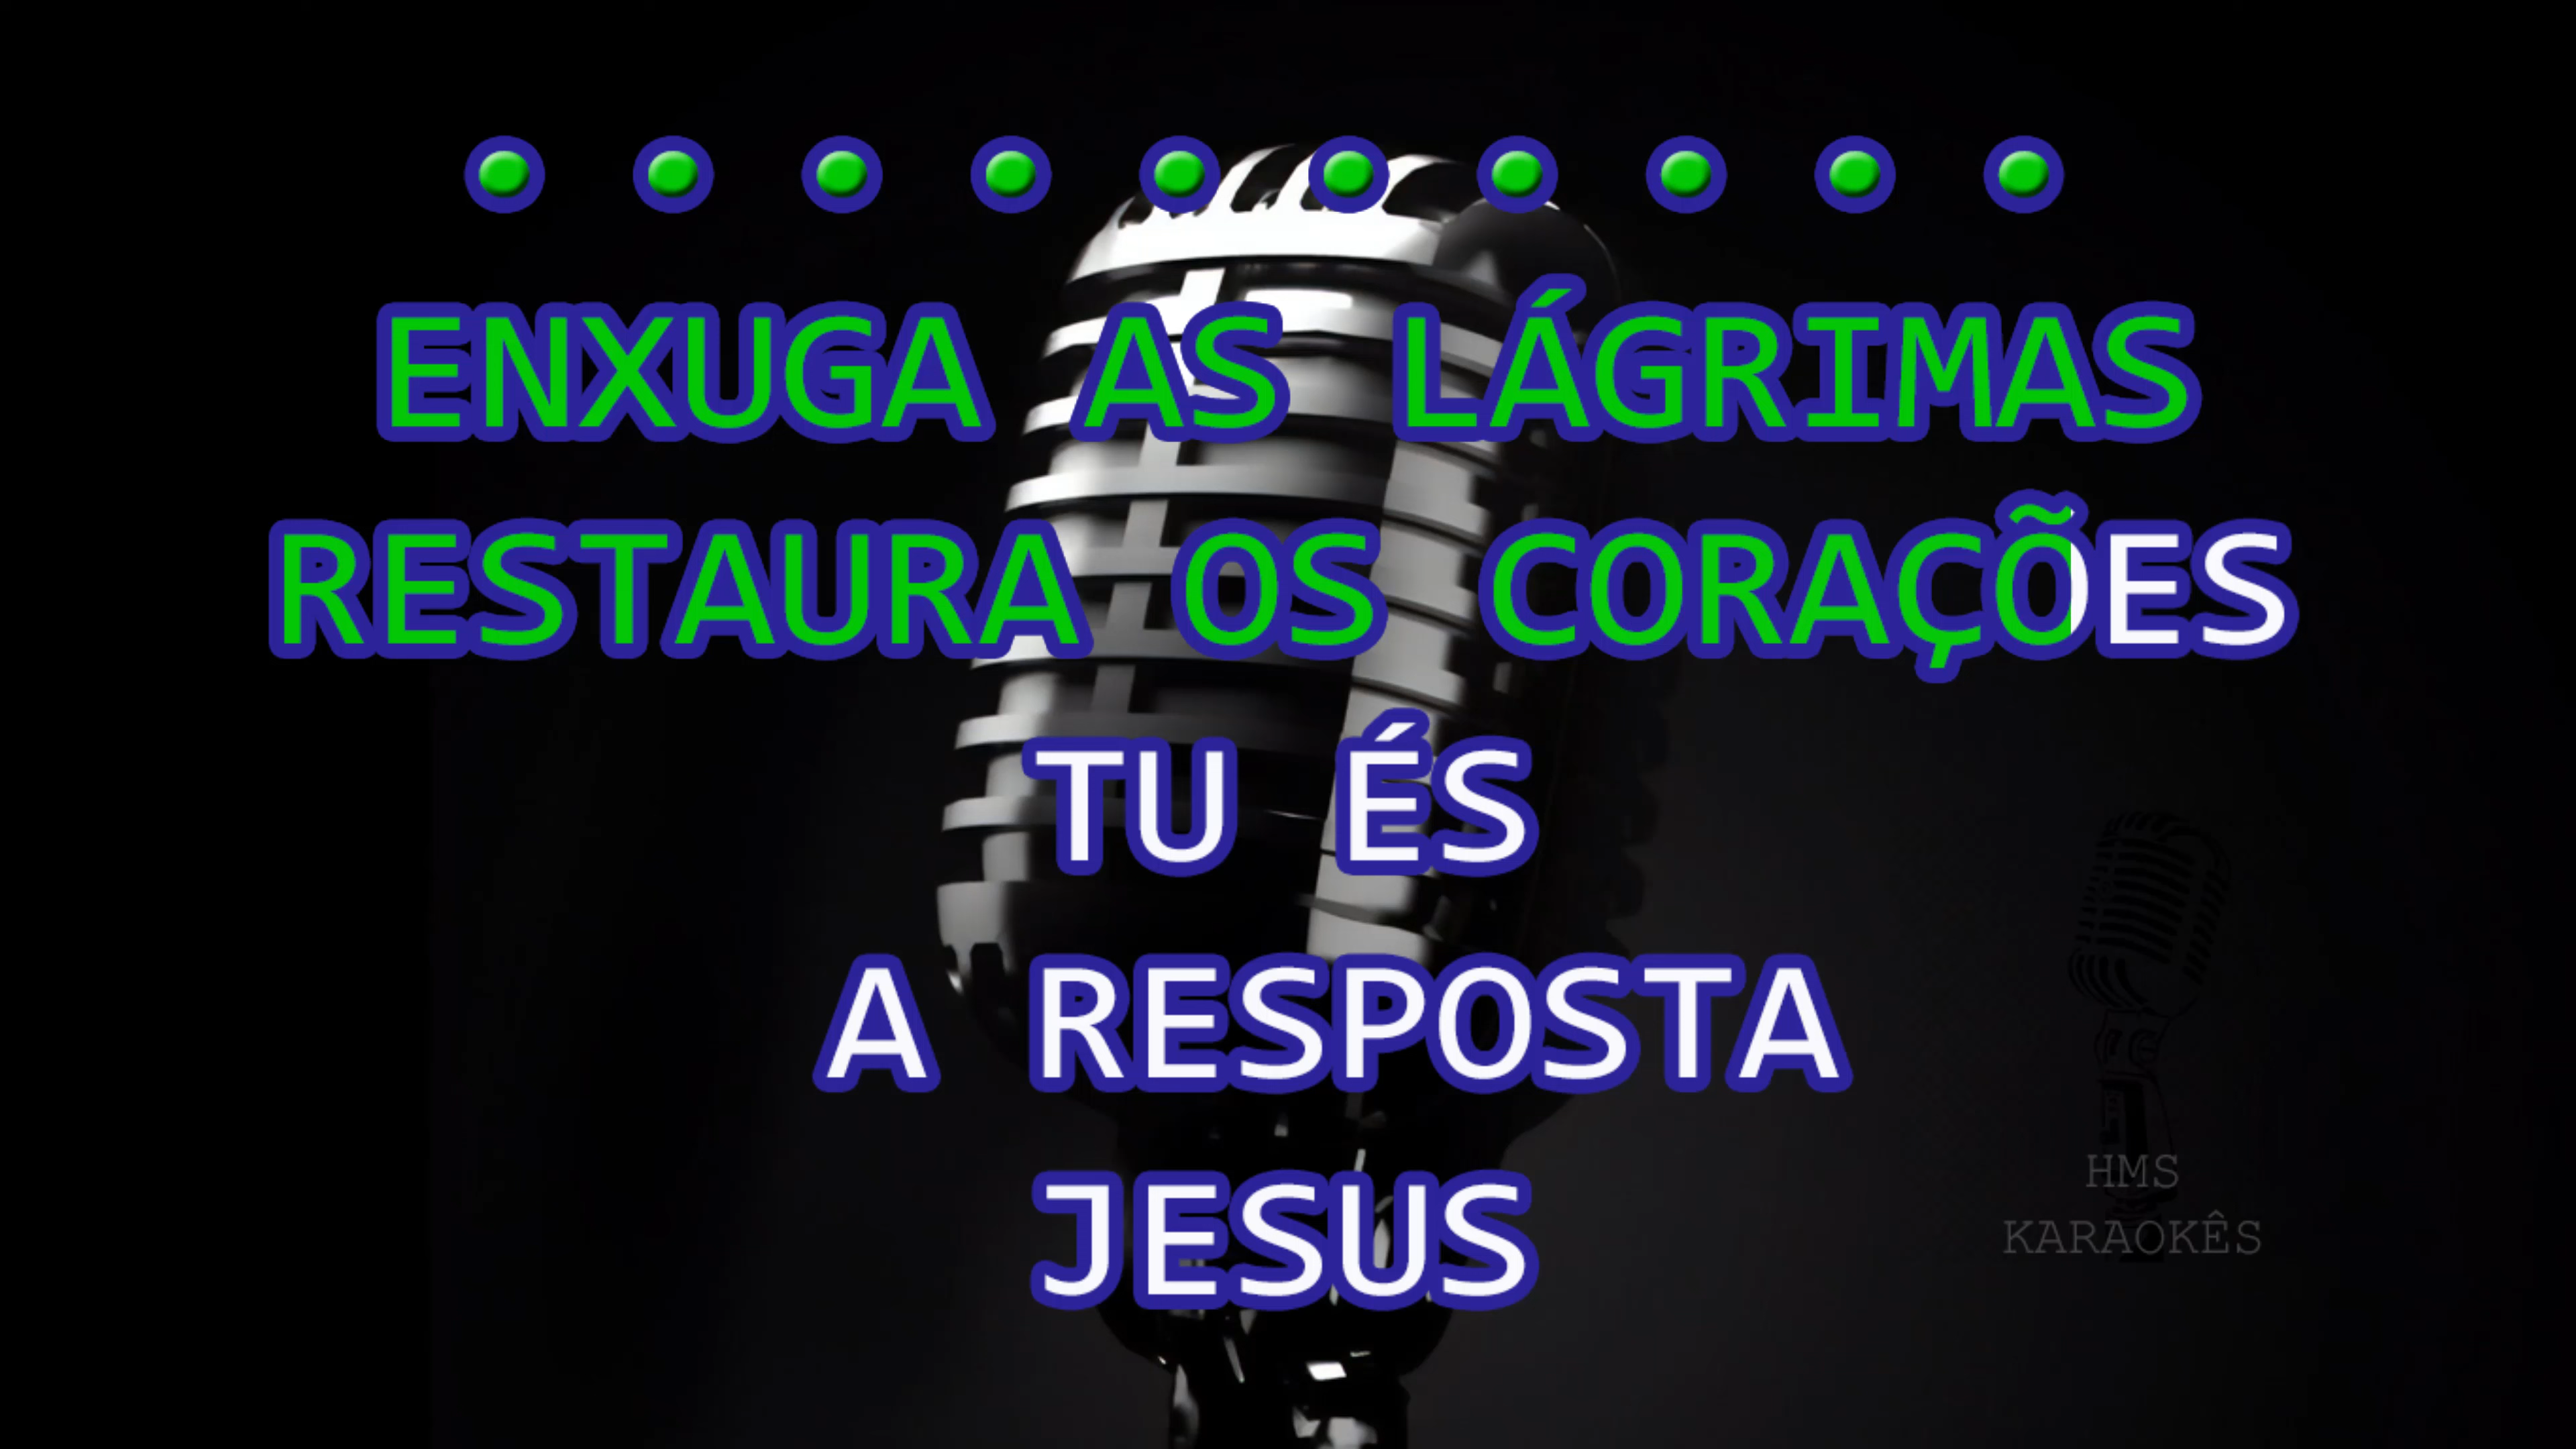 ENXUGA AS LÁGRIMAS
RESTAURA OS CORAÇÕES
TU ÉS
A RESPOSTA
JESUS
HMS
KARAOKÊS